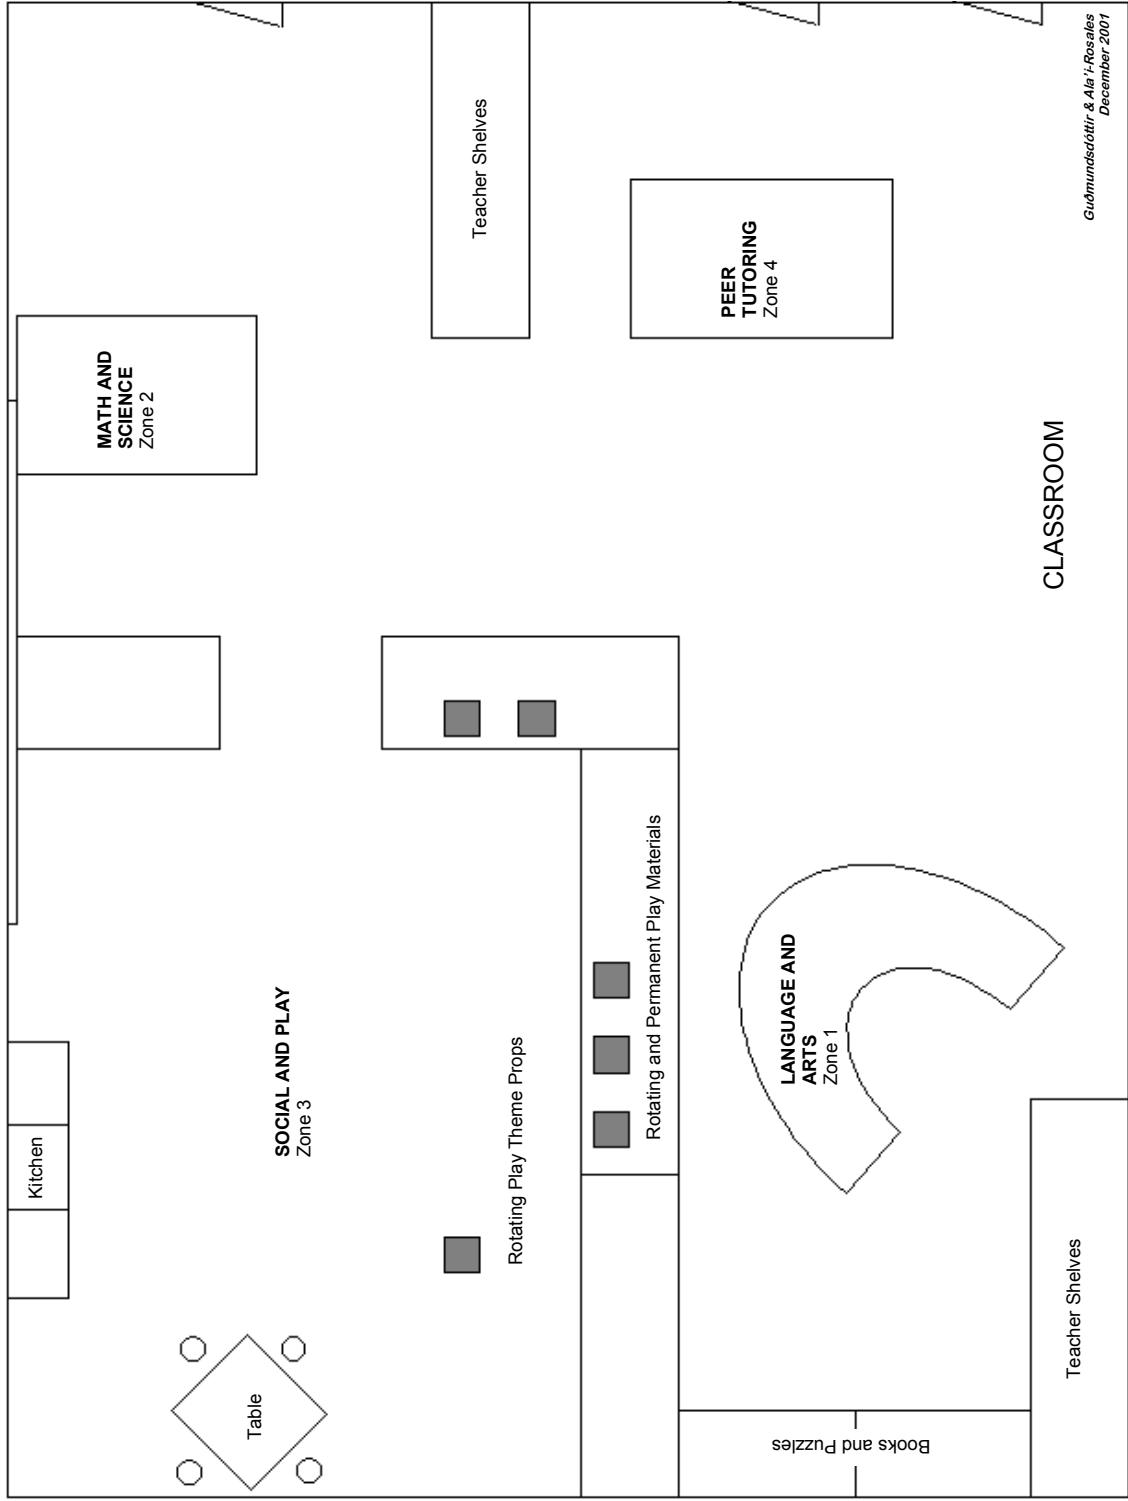 Kitchen
Table
SOCIAL AND PLAY
Zone 3
MATH AND
SCIENCE
Zone 2
Rotating Play Theme Props
Teacher Shelves
Rotating and Permanent Play Materials
PEER
TUTORING
Zone 4
LANGUAGE AND
ARTS
Zone 1
Books and Puzzles
Teacher Shelves
CLASSROOM
Guðmundsdóttir & Ala'i-Rosales
December 2001